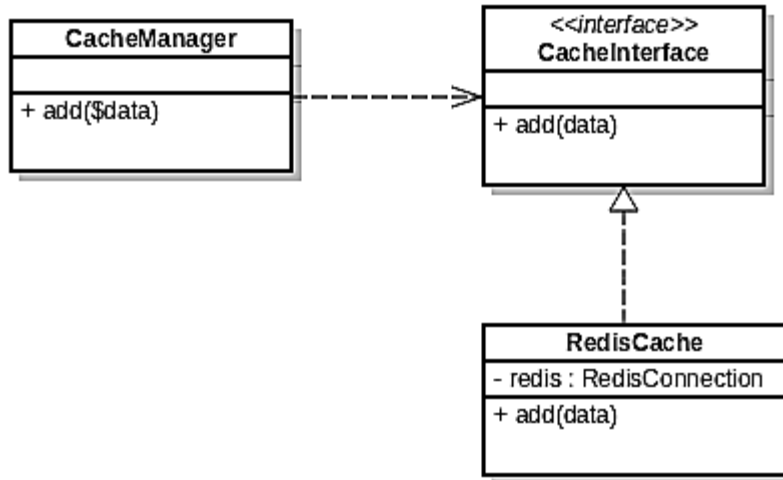 CacheManager
+ add($data)
<<interface>>
CacheInterface
+ add(data)
RedisCache
- redis : RedisConnection
+ add(data)